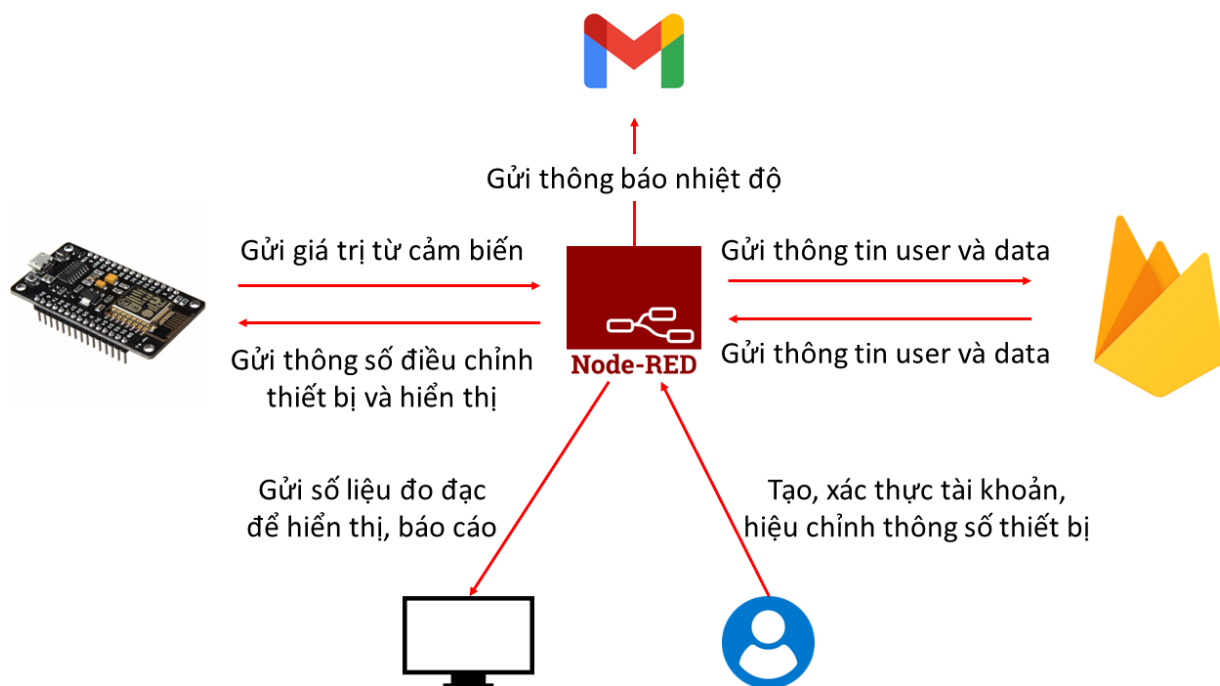 Gửi thông báo nhiệt độ
Gửi giá trị từ cảm biến
Gửi thông tin user và data
Gửi thông số điều chỉnh
thiết bị và hiển thị
Node-RED
Gửi thông tin user và data
Gửi số liệu đo đạc
để hiển thị, báo cáo
Tạo, xác thực tài khoản,
hiệu chỉnh thông số thiết bị